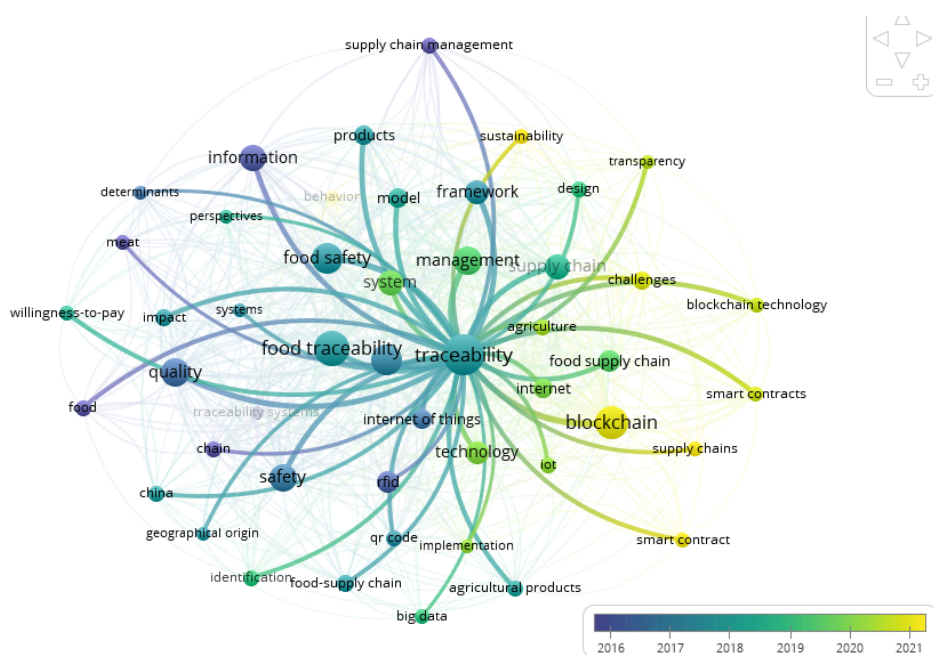 supply chain management
products
sustainability
information
transparency
determinants
behavior
model
framework
design
perspectives
meat
food safety
management
supply chain
system
challenges
willingness-to-pay
impact
systems
blockchain technology
agriculture
food traceability
traceability
food supply chain
quality
internet
smart contracts
food
traceability systems
internet of things
blockchain
chain
technology
supply chains
safety
rfid
iot
china
geographical origin
qr code
implementation
smart contract
identification
food-supply chain
agricultural products
big data
2016 2017 2018 2019 2020 2021